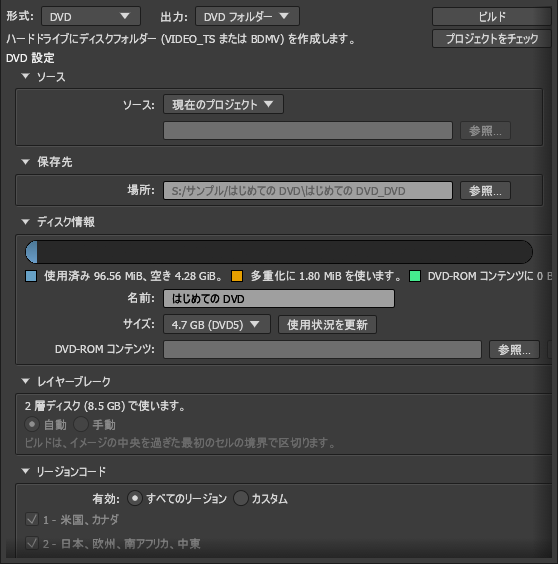 形式: DVD 出力: DVD フォルダー ビルド
ハードドライブにディスクフォルダー (VIDEO_TS または BDMV) を作成します。 プロジェクトをチェック
DVD 設定
ソース
ソース: 現在のプロジェクト
参照...
保存先
場所: S:/サンプル/はじめての DVD\はじめての DVD_DVD 参照...
ディスク情報
使用済み 96.56 MiB、空き 4.28 GiB。 多重化に 1.80 MiB を使います。 DVD-ROM コンテンツに 0 B
名前: はじめての DVD
サイズ: 4.7 GB (DVD5) 使用状況を更新
DVD-ROM コンテンツ: 参照...
レイヤーブレーク
2 層ディスク (8.5 GB) で使います。
自動 手動
ビルドは、イメージの中央を過ぎた最初のセルの境界で区切ります。
リージョンコード
有効: すべてのリージョン カスタム
1 - 米国、カナダ
2 - 日本、欧州、南アフリカ、中東